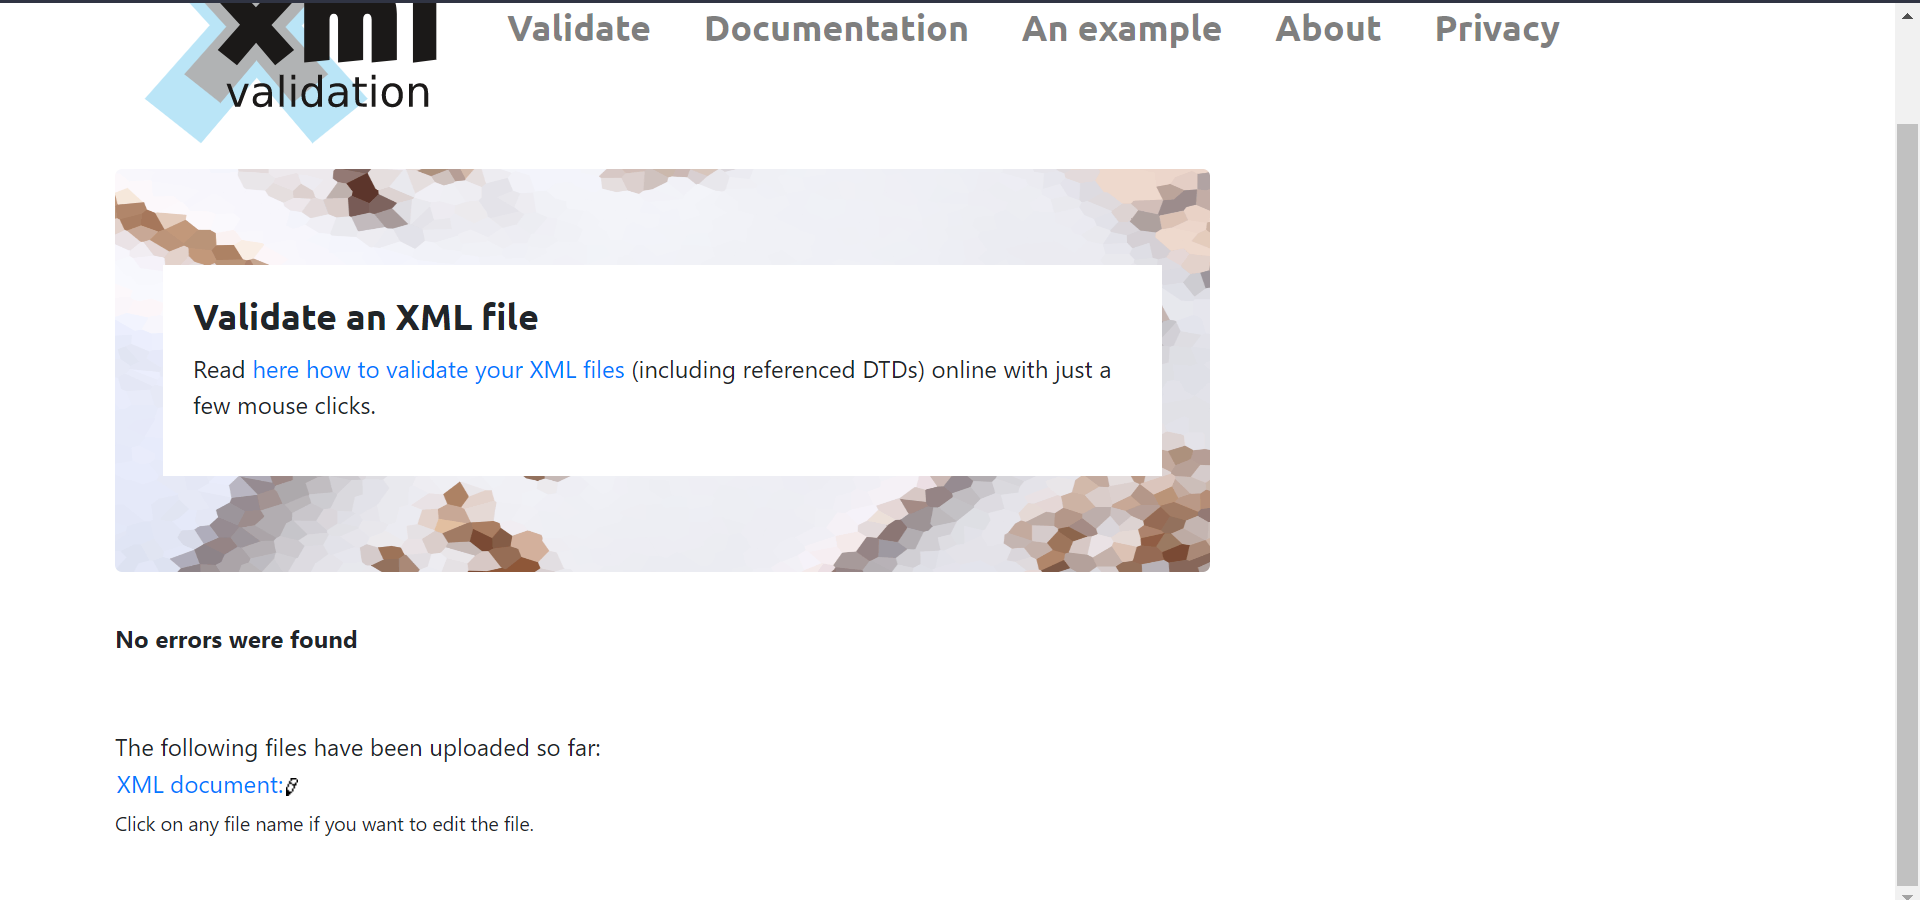 xml
validation
Validate
Documentation
An example
About
Privacy
Validate an XML file
Read here how to validate your XML files (including referenced DTDs) online with just a
few mouse clicks.
No errors were found
The following files have been uploaded so far:
XML document:
Click on any file name if you want to edit the file.